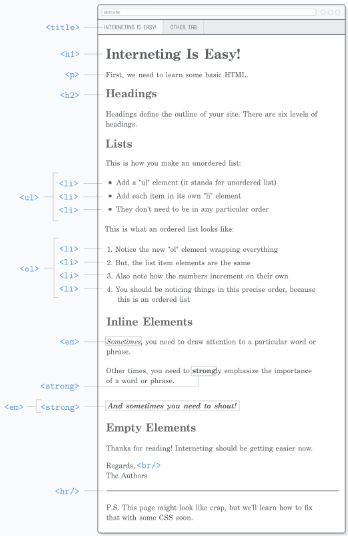 <title>
INTERNETING IS EASY!
OTHER TAB
<h1>
Interneting Is Easy!
<p>
First, we need to learn some basic HTML.
<h2>
Headings
Headings define the outline of your site. There are six levels of
headings.
Lists
This is how you make an unordered list:
<ul>
<li>
• Add a "ul" element (it stands for unordered list)
<li>
• Add each item in its own "li" element
<li>
• They don't need to be in any particular order
This is what an ordered list looks like:
<ol>
<li>
1. Notice the new "ol" element wrapping everything
<li>
2. But, the list item elements are the same
<li>
3. Also note how the numbers increment on their own
<li>
4. You should be noticing things in this precise order, because
this is an ordered list
Inline Elements
<em>
Sometimes, you need to draw attention to a particular word or
phrase.
Other times, you need to strongly emphasize the importance
of a word or phrase.
<strong>
<em>
<strong>
And sometimes you need to shout!
Empty Elements
Thanks for reading! Interneting should be getting easier now.
Regards, <br/>
The Authors
<hr/>
P.S. This page might look like crap, but we'll learn how to fix
that with some CSS soon.